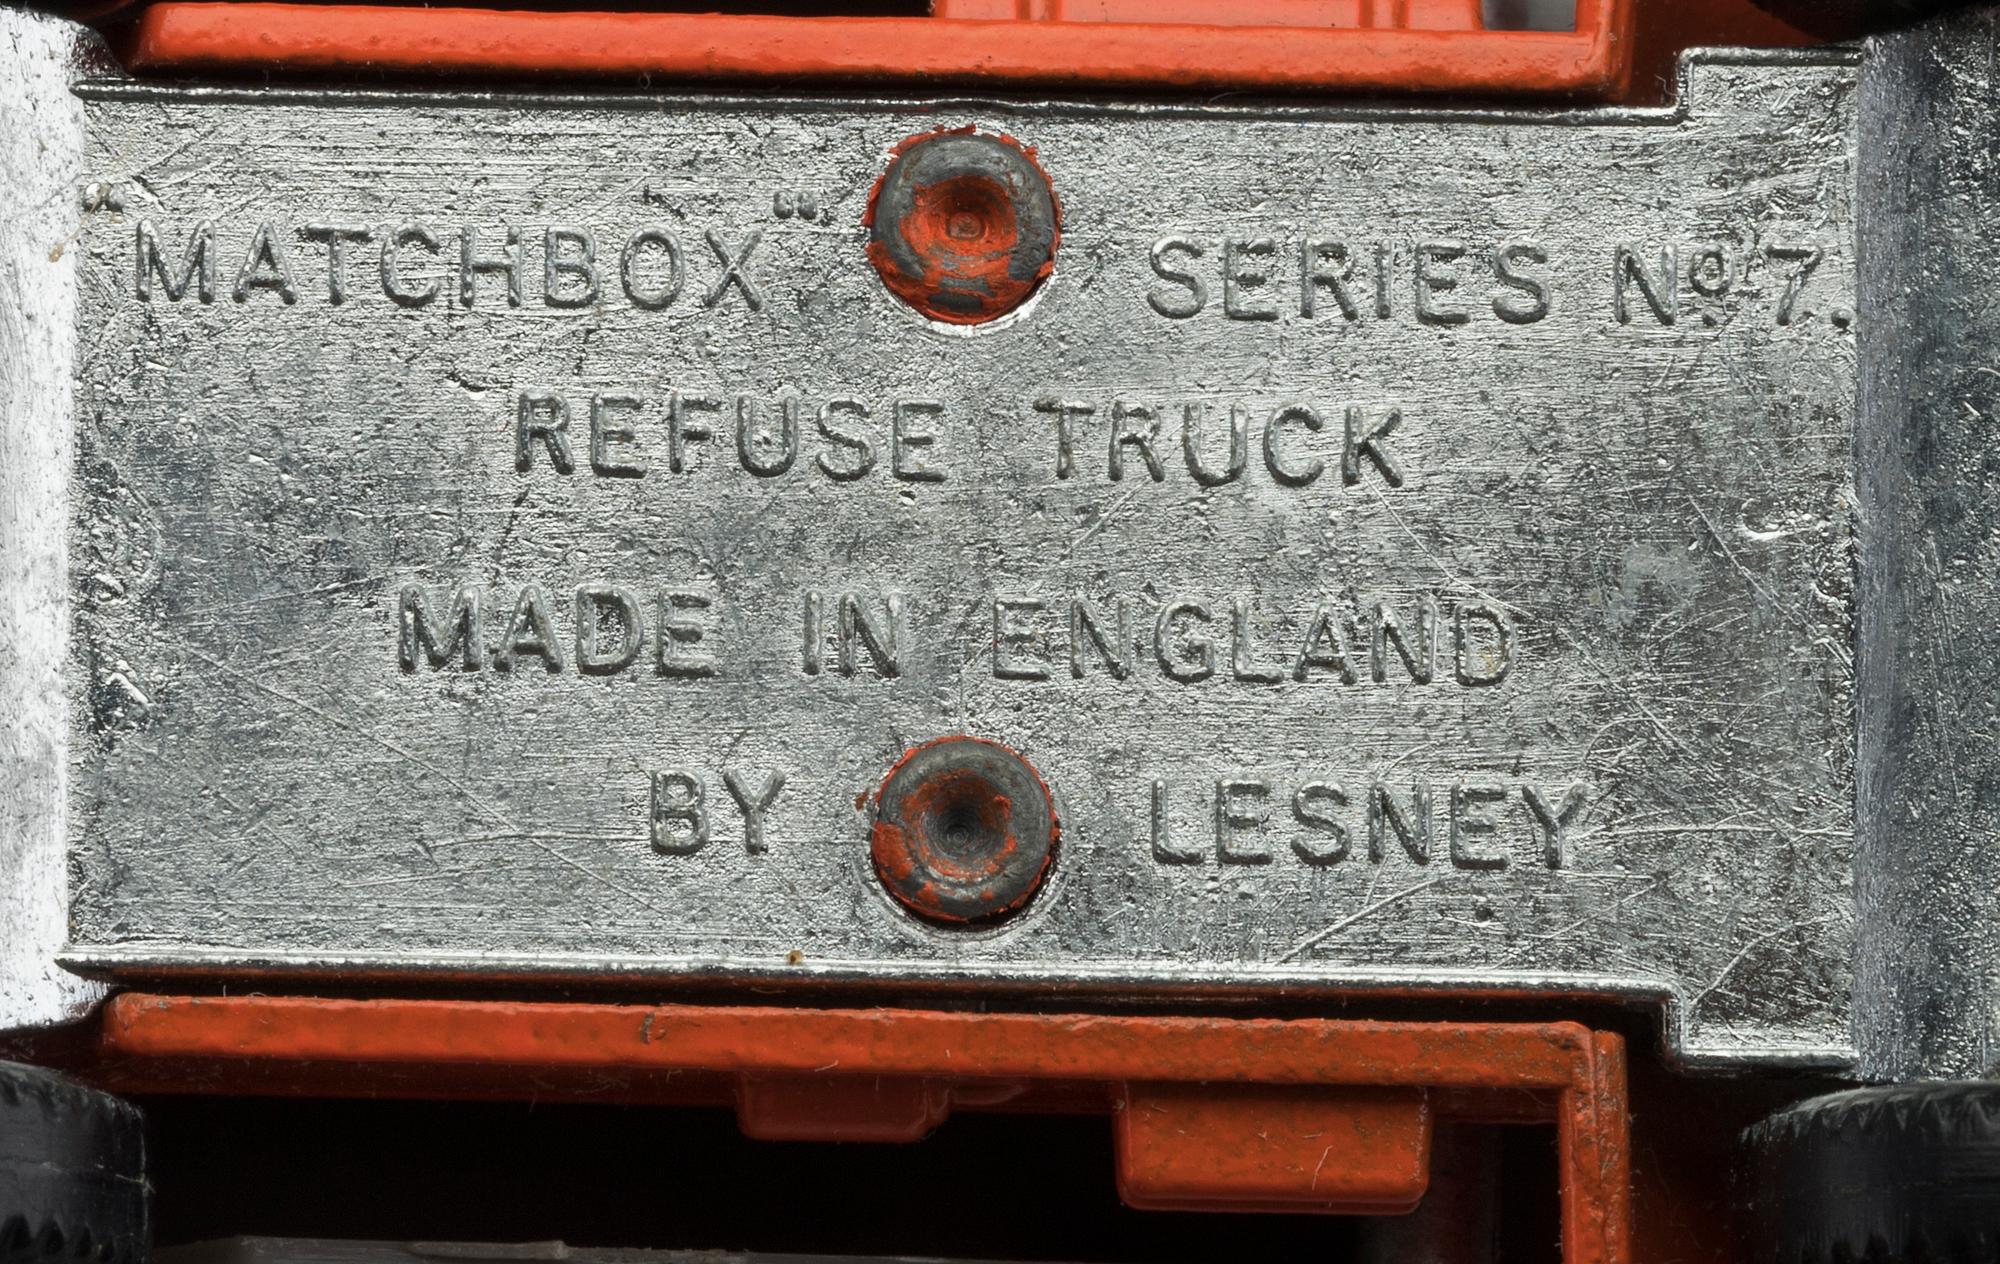 "MATCHBOX" SERIES Nº 7.
REFUSE TRUCK
MADE IN ENGLAND
BY LESNEY